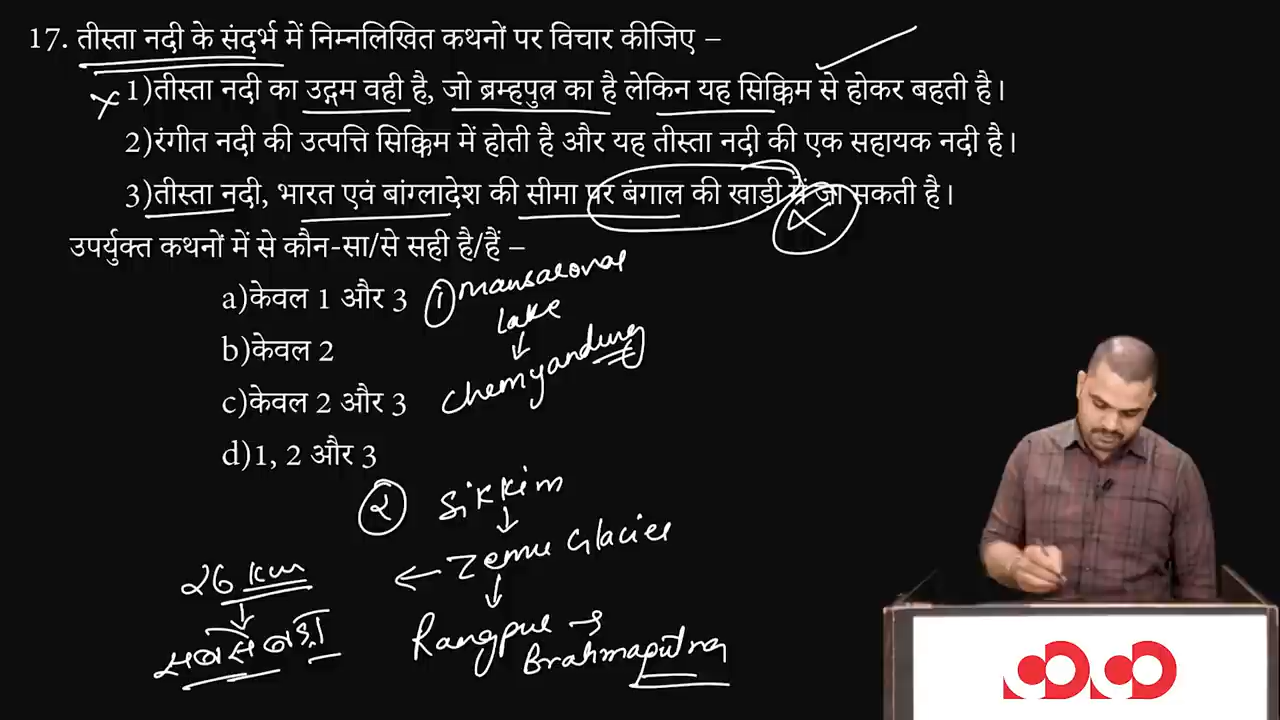 17. तीस्ता नदी के संदर्भ में निम्नलिखित कथनों पर विचार कीजिए –
1)तीस्ता नदी का उद्गम वही है, जो ब्रम्हपुत्र का है लेकिन यह सिक्किम से होकर बहती है।
2)रंगीत नदी की उत्पत्ति सिक्किम में होती है और यह तीस्ता नदी की एक सहायक नदी है।
3)तीस्ता नदी, भारत एवं बांग्लादेश की सीमा पर बंगाल की खाड़ी में जा सकती है।
उपर्युक्त कथनों में से कौन-सा/से सही है/हैं –
a)केवल 1 और 3
b)केवल 2
c)केवल 2 और 3
d)1, 2 और 3
① Mansarovar
lake
↓
Chemyandung
② Sikkim
↓
← Zemu Glacier
26 km
↓
सबसे बड़ा
↓
Rangpur →
Brahmaputra